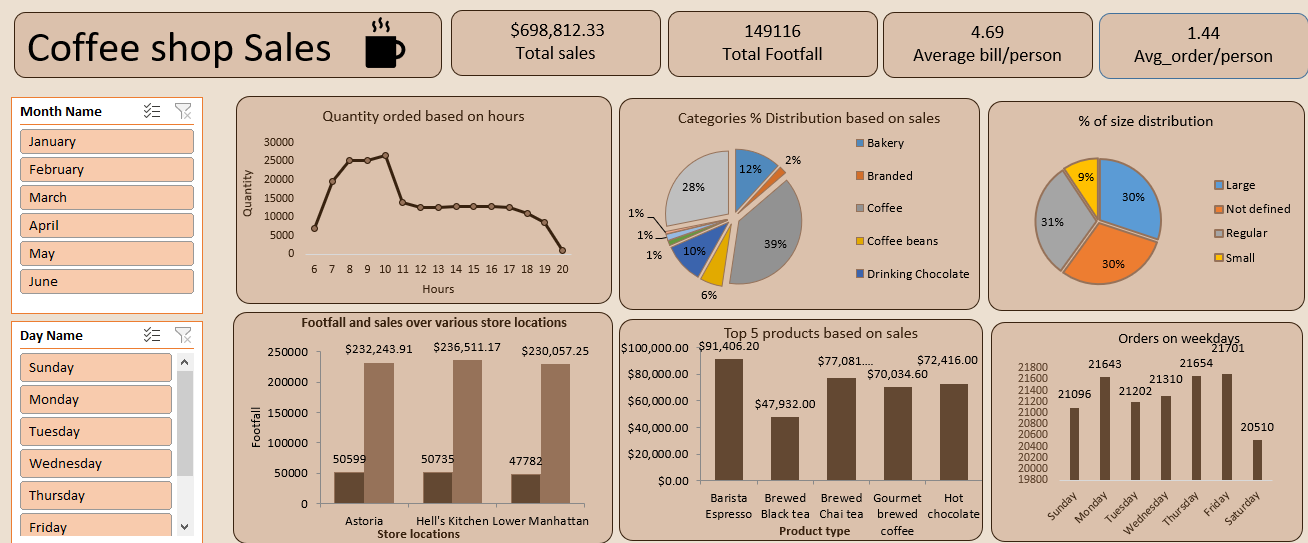 Coffee shop Sales
$698,812.33
Total sales
149116
Total Footfall
4.69
Average bill/person
1.44
Avg_order/person
Month Name
January
February
March
April
May
June
Day Name
Sunday
Monday
Tuesday
Wednesday
Thursday
Friday
Quantity orded based on hours
Quantity
30000
25000
20000
15000
10000
5000
0
6 7 8 9 10 11 12 13 14 15 16 17 18 19 20
Hours
Categories % Distribution based on sales
12%
2%
39%
6%
10%
1%
1%
1%
28%
Bakery
Branded
Coffee
Coffee beans
Drinking Chocolate
% of size distribution
30%
30%
31%
9%
Large
Not defined
Regular
Small
Footfall and sales over various store locations
Footfall
250000
200000
150000
100000
50000
0
$232,243.91
$236,511.17
$230,057.25
50599
50735
47782
Astoria
Hell's Kitchen
Lower Manhattan
Store locations
Top 5 products based on sales
$100,000.00
$80,000.00
$60,000.00
$40,000.00
$20,000.00
$0.00
$91,406.20
$47,932.00
$77,081....
$70,034.60
$72,416.00
Barista
Espresso
Brewed
Black tea
Brewed
Chai tea
Gourmet
brewed
coffee
Hot
chocolate
Product type
Orders on weekdays
21800
21600
21400
21200
21000
20800
20600
20400
20200
20000
19800
21096
21643
21202
21310
21654
21701
20510
Sunday
Monday
Tuesday
Wednesday
Thursday
Friday
Saturday